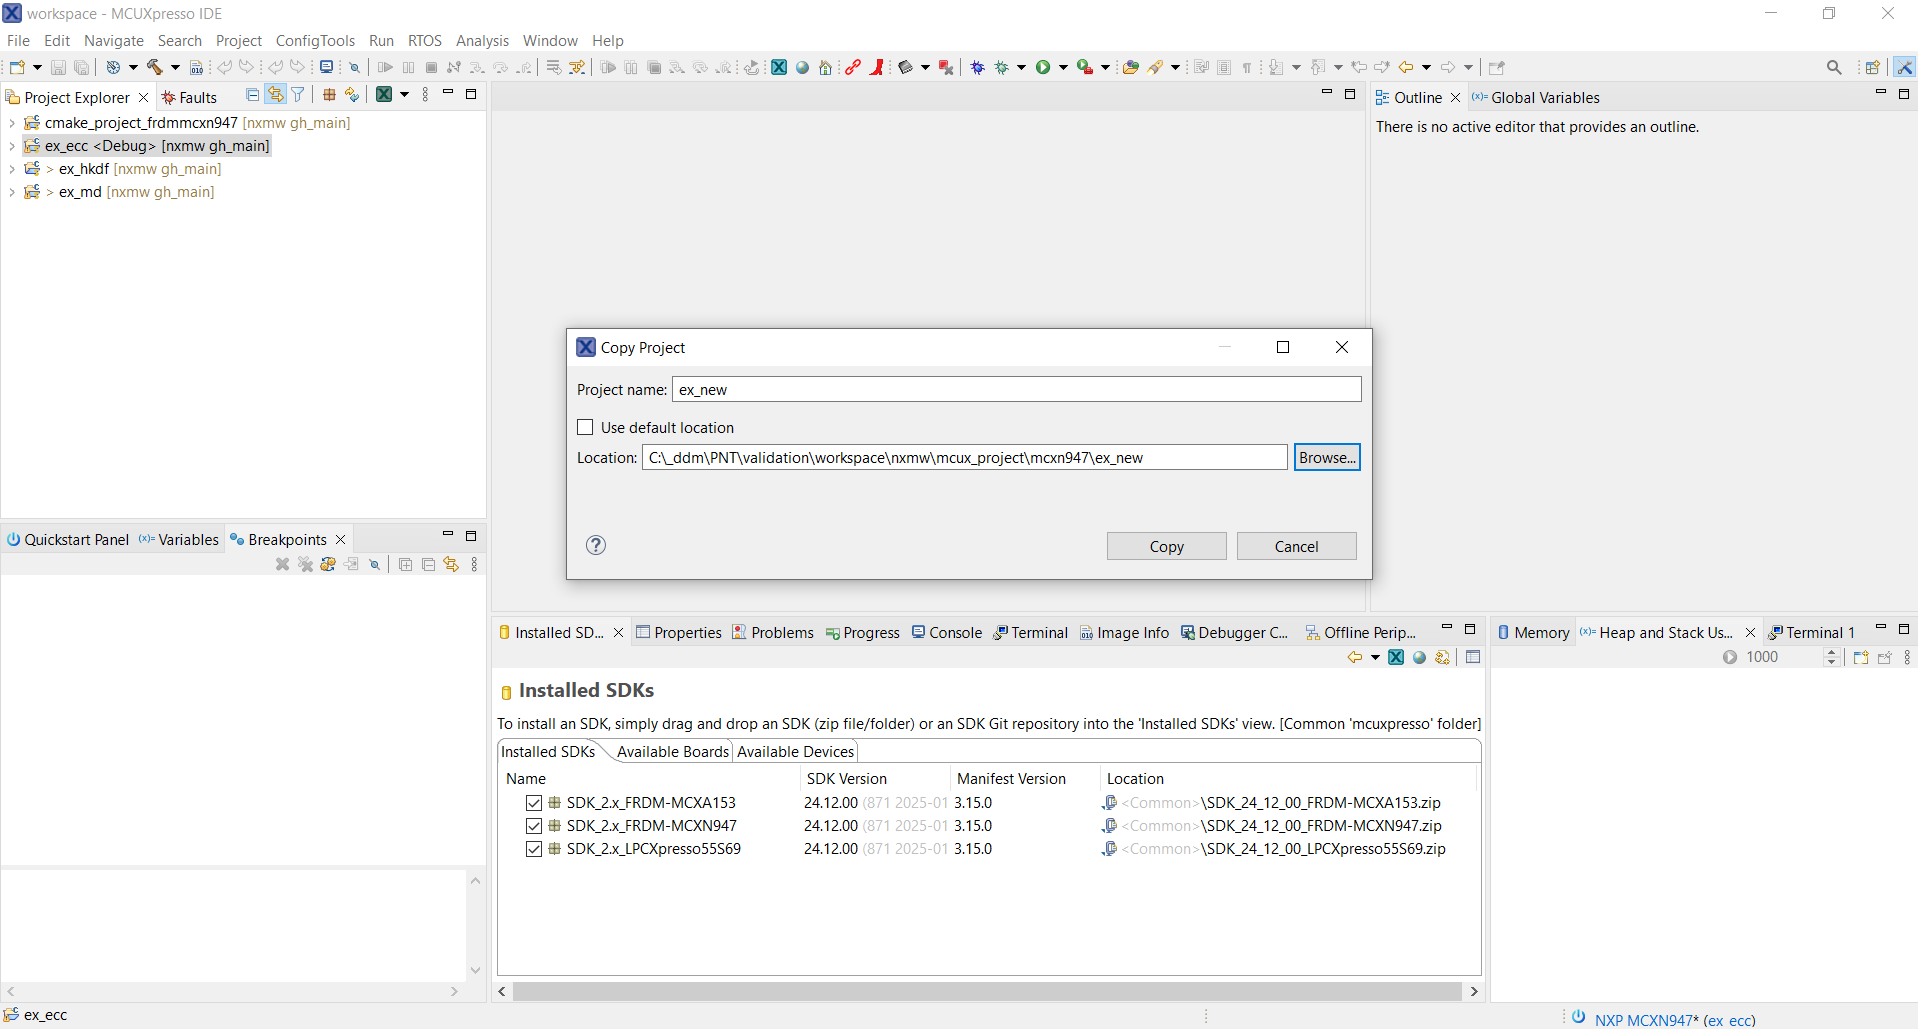 workspace - MCUXpresso IDE
File Edit Navigate Search Project ConfigTools Run RTOS Analysis Window Help
Project Explorer Faults
cmake_project_frdmmcxn947 [nxmw gh_main]
ex_ecc <Debug> [nxmw gh_main]
> ex_hkdf [nxmw gh_main]
> ex_md [nxmw gh_main]
Outline (x)= Global Variables
There is no active editor that provides an outline.
Copy Project
Project name: ex_new
Use default location
Location: C:\_ddm\PNT\validation\workspace\nxmw\mcux_project\mcxn947\ex_new Browse...
? Copy Cancel
Quickstart Panel (x)= Variables Breakpoints
Installed SD... Properties Problems Progress Console Terminal Image Info Debugger C... Offline Perip...
Memory (x)= Heap and Stack Us... Terminal 1
1000
Installed SDKs
To install an SDK, simply drag and drop an SDK (zip file/folder) or an SDK Git repository into the 'Installed SDKs' view. [Common 'mcuxpresso' folder]
Installed SDKs Available Boards Available Devices
Name SDK Version Manifest Version Location
SDK_2.x_FRDM-MCXA153 24.12.00 (871 2025-01 3.15.0 <Common>\SDK_24_12_00_FRDM-MCXA153.zip
SDK_2.x_FRDM-MCXN947 24.12.00 (871 2025-01 3.15.0 <Common>\SDK_24_12_00_FRDM-MCXN947.zip
SDK_2.x_LPCXpresso55S69 24.12.00 (871 2025-01 3.15.0 <Common>\SDK_24_12_00_LPCXpresso55S69.zip
ex_ecc
NXP MCXN947* (ex_ecc)